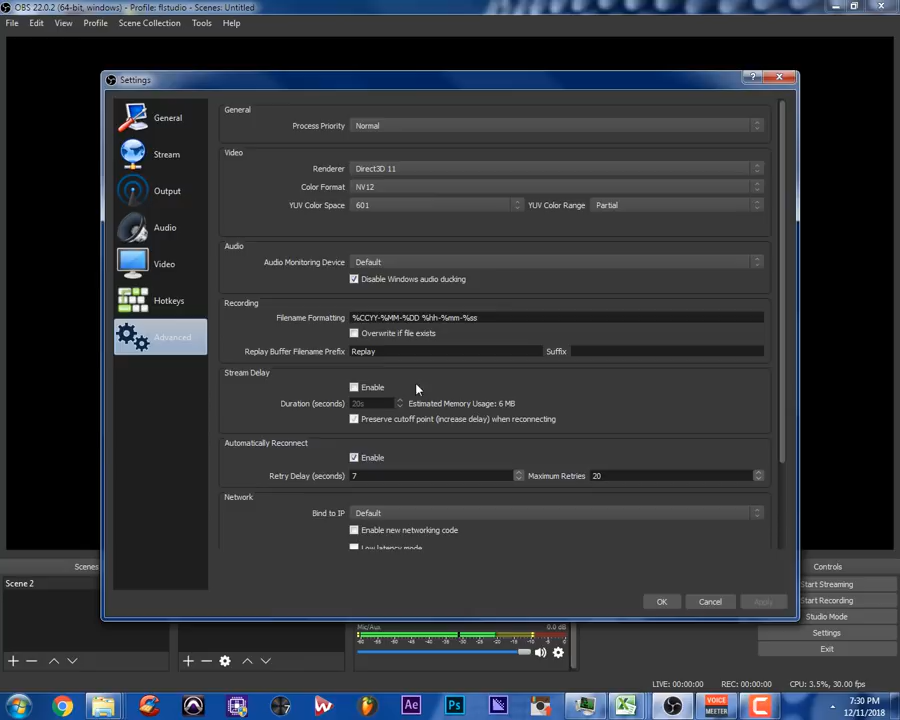 OBS 22.0.2 (64-bit, windows) - Profile: flstudio - Scenes: Untitled
File Edit View Profile Scene Collection Tools Help
Settings
General
Stream
Output
Audio
Video
Hotkeys
Advanced
General
Process Priority Normal
Video
Renderer Direct3D 11
Color Format NV12
YUV Color Space 601 YUV Color Range Partial
Audio
Audio Monitoring Device Default
Disable Windows audio ducking
Recording
Filename Formatting %CCYY-%MM-%DD %hh-%mm-%ss
Overwrite if file exists
Replay Buffer Filename Prefix Replay Suffix
Stream Delay
Enable
Duration (seconds) 20s Estimated Memory Usage: 6 MB
Preserve cutoff point (increase delay) when reconnecting
Automatically Reconnect
Enable
Retry Delay (seconds) 7 Maximum Retries 20
Network
Bind to IP Default
Enable new networking code
Low latency mode
OK Cancel Apply
Scenes
Scene 2
Mic/Aux 0.0 dB
Controls
Start Streaming
Start Recording
Studio Mode
Settings
Exit
LIVE: 00:00:00 REC: 00:00:00 CPU: 3.5%, 30.00 fps
Ae Ps VOICE MEETER
7:30 PM
12/11/2018